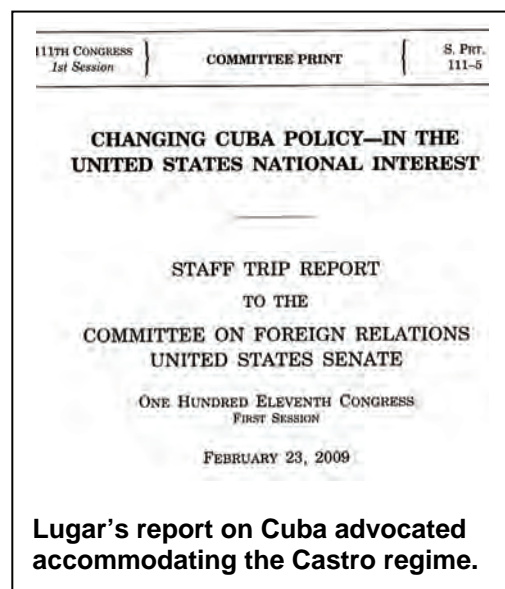 111TH CONGRESS
1st Session
COMMITTEE PRINT
S. PRT.
111–5
CHANGING CUBA POLICY—IN THE
UNITED STATES NATIONAL INTEREST
STAFF TRIP REPORT
TO THE
COMMITTEE ON FOREIGN RELATIONS
UNITED STATES SENATE
ONE HUNDRED ELEVENTH CONGRESS
FIRST SESSION
FEBRUARY 23, 2009
Lugar's report on Cuba advocated
accommodating the Castro regime.